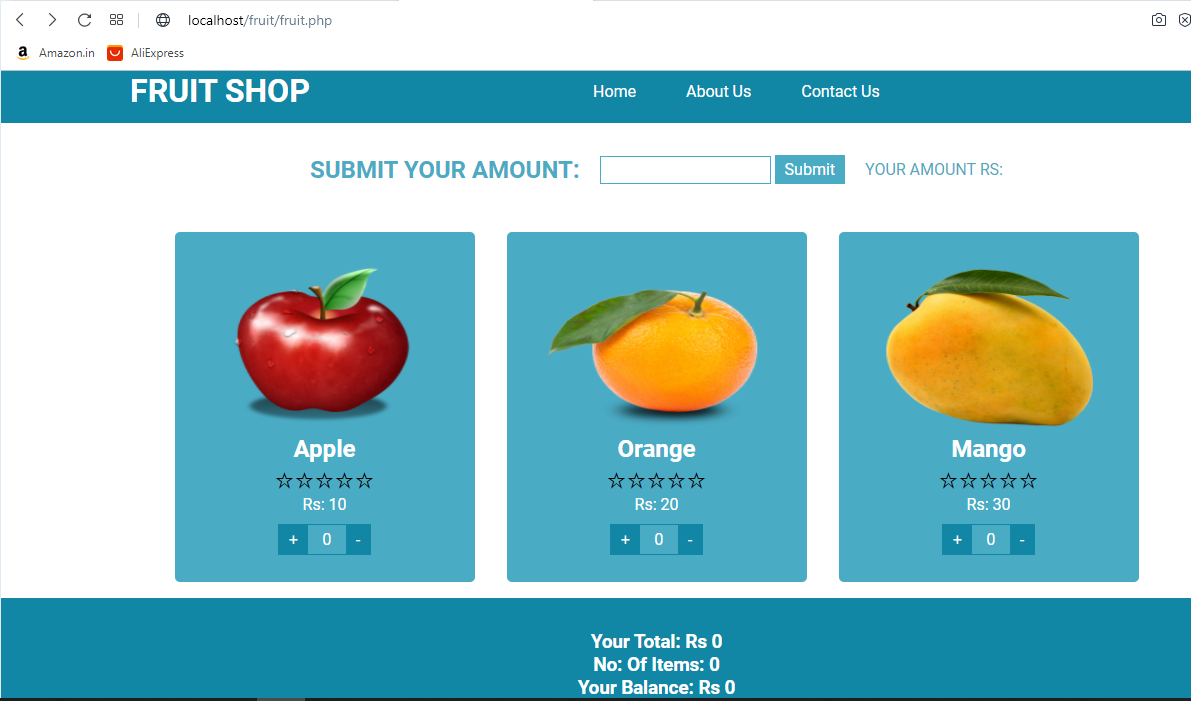 localhost/fruit/fruit.php
a Amazon.in AliExpress
FRUIT SHOP Home About Us Contact Us
SUBMIT YOUR AMOUNT: Submit YOUR AMOUNT RS:
Apple Orange Mango
Rs: 10 Rs: 20 Rs: 30
+ 0 - + 0 - + 0 -
Your Total: Rs 0
No: Of Items: 0
Your Balance: Rs 0